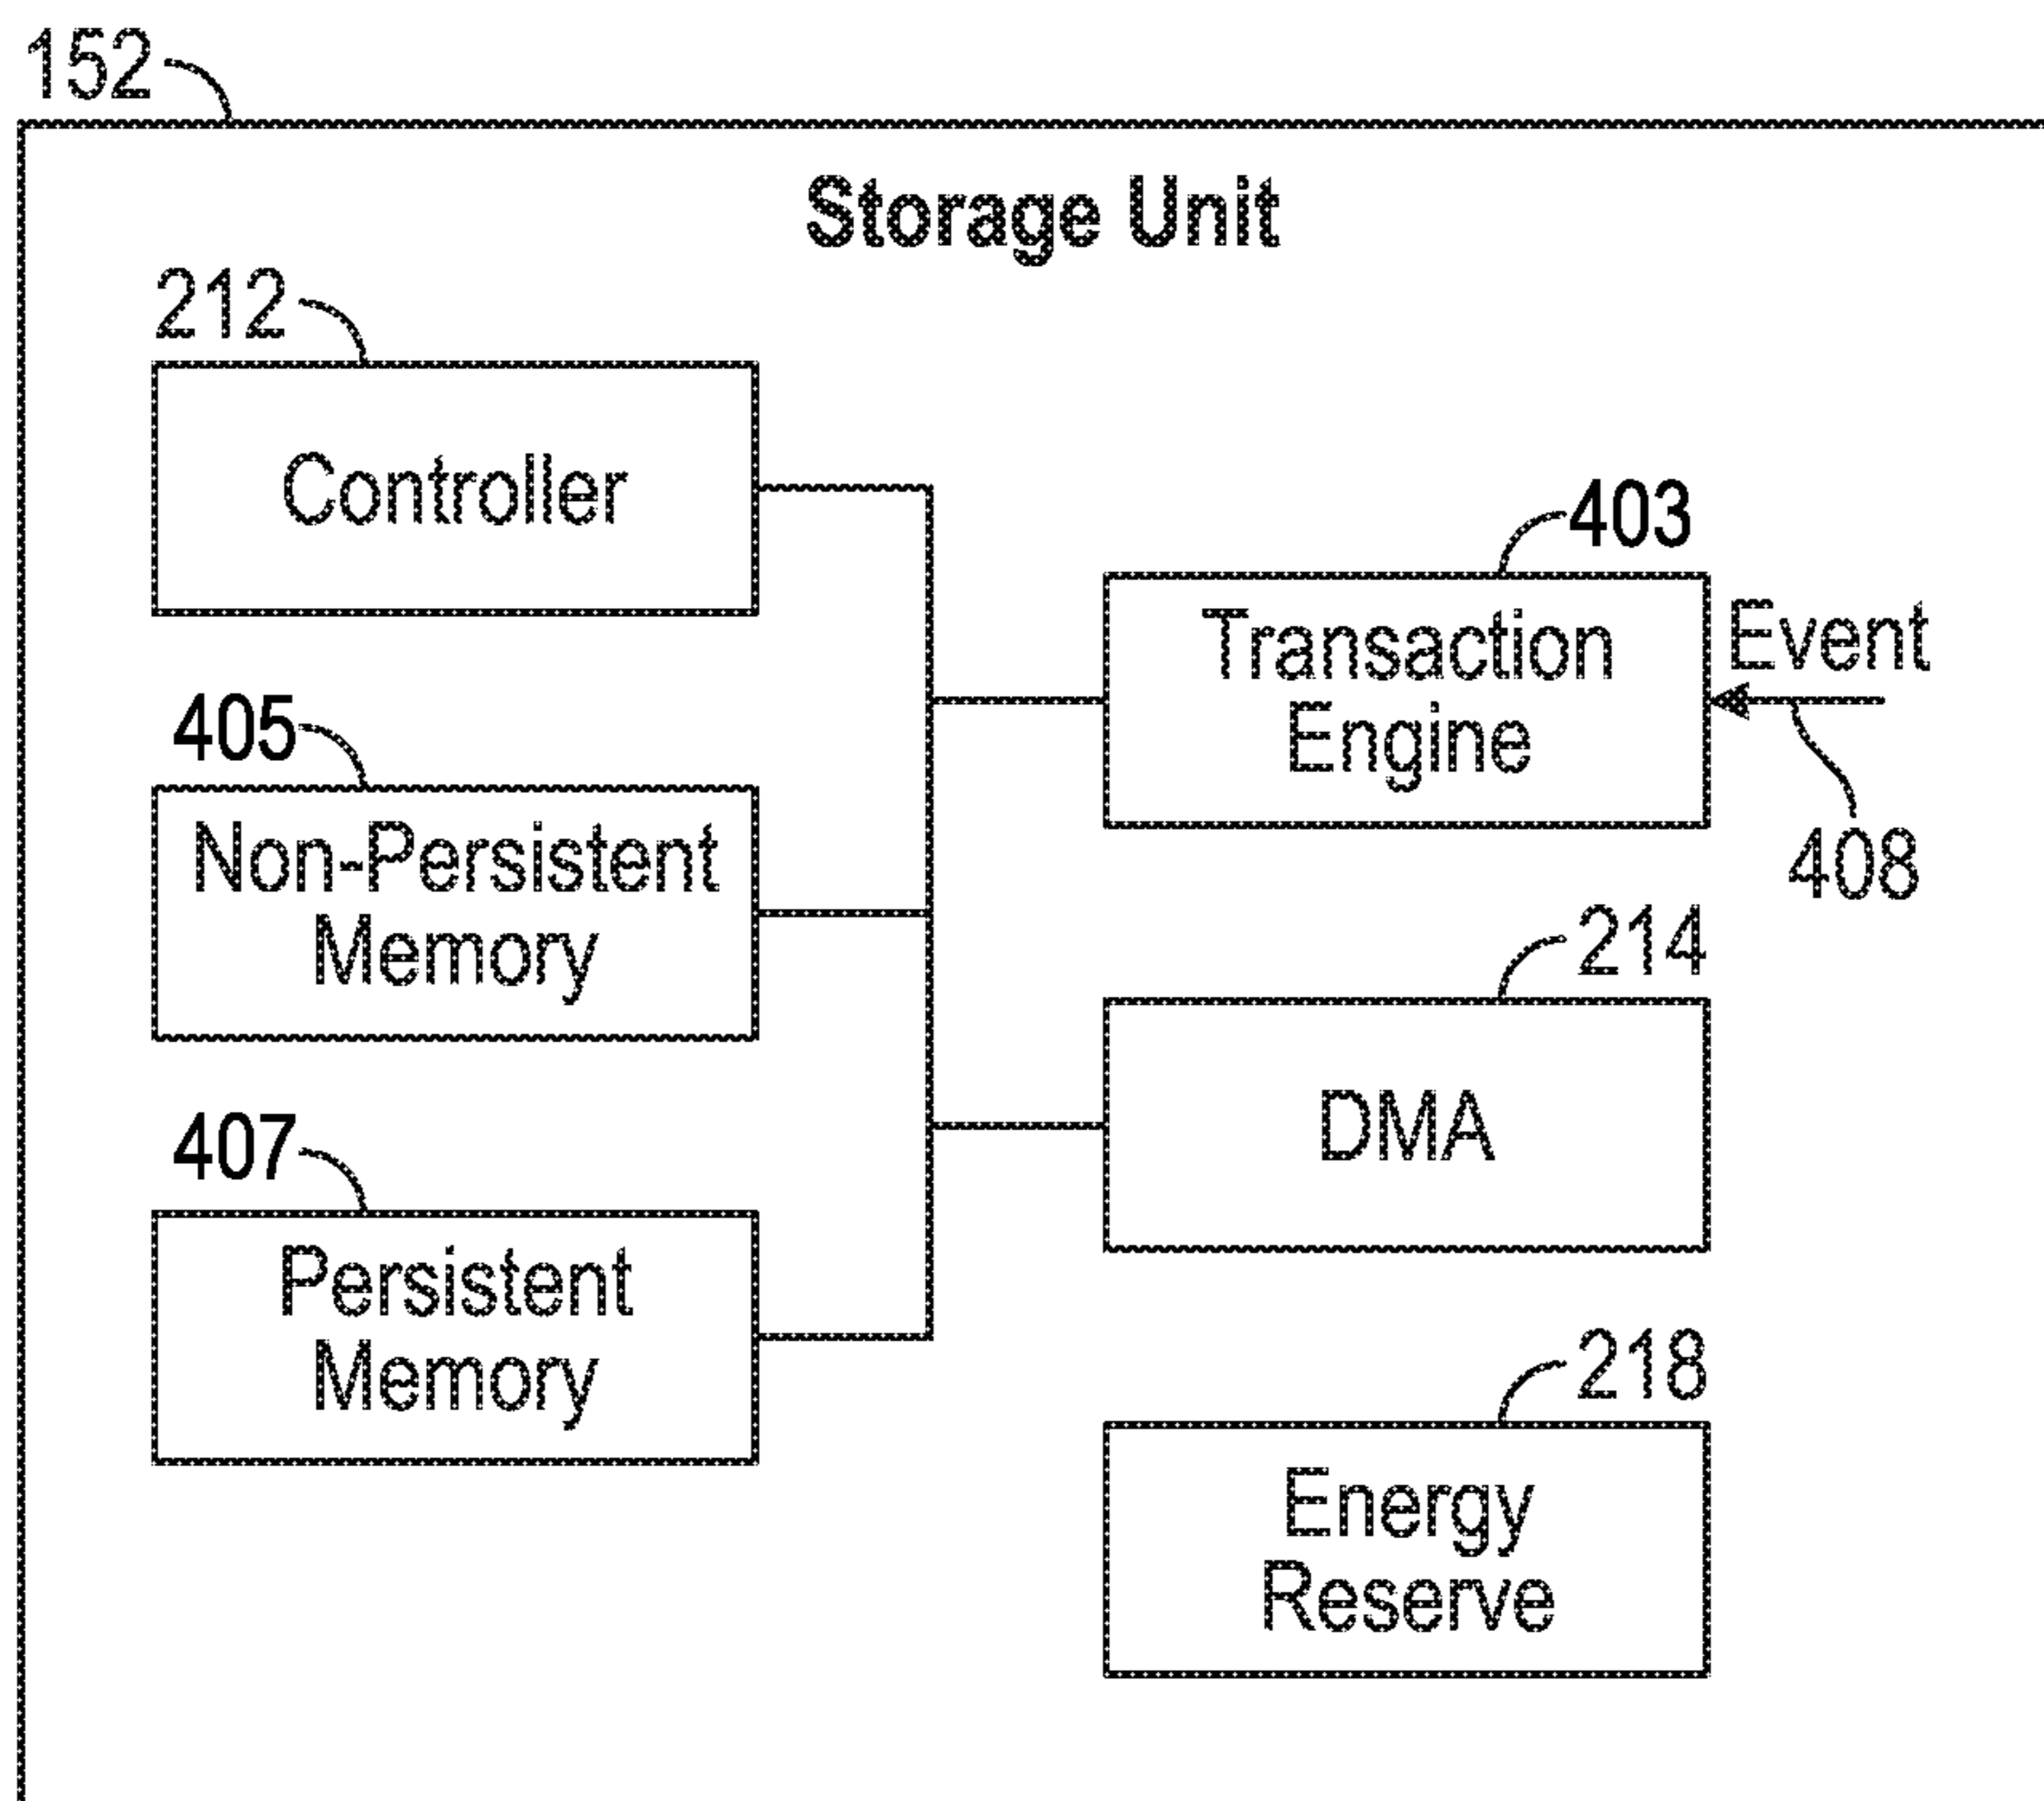 152
Storage Unit
212
Controller
403
Transaction
Engine
Event
408
405
Non-Persistent
Memory
214
DMA
407
Persistent
Memory
218
Energy
Reserve